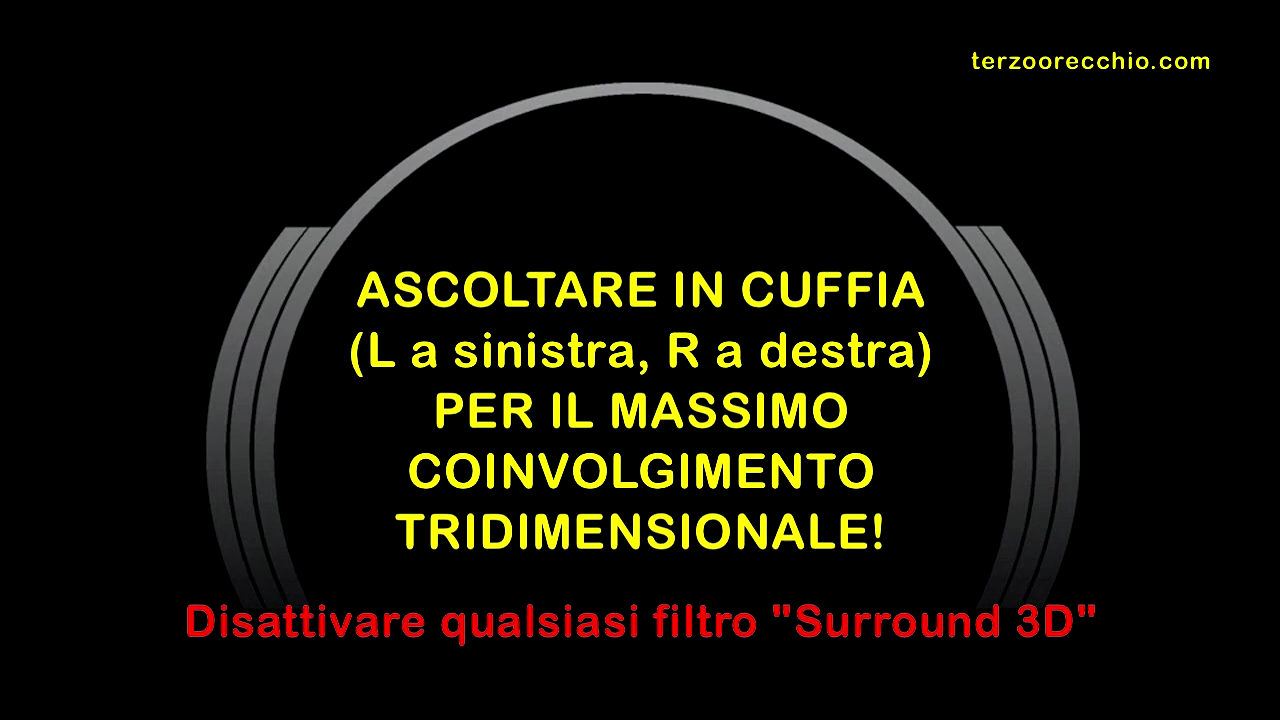 terzoorecchio.com
ASCOLTARE IN CUFFIA
(L a sinistra, R a destra)
PER IL MASSIMO
COINVOLGIMENTO
TRIDIMENSIONALE!
Disattivare qualsiasi filtro "Surround 3D"